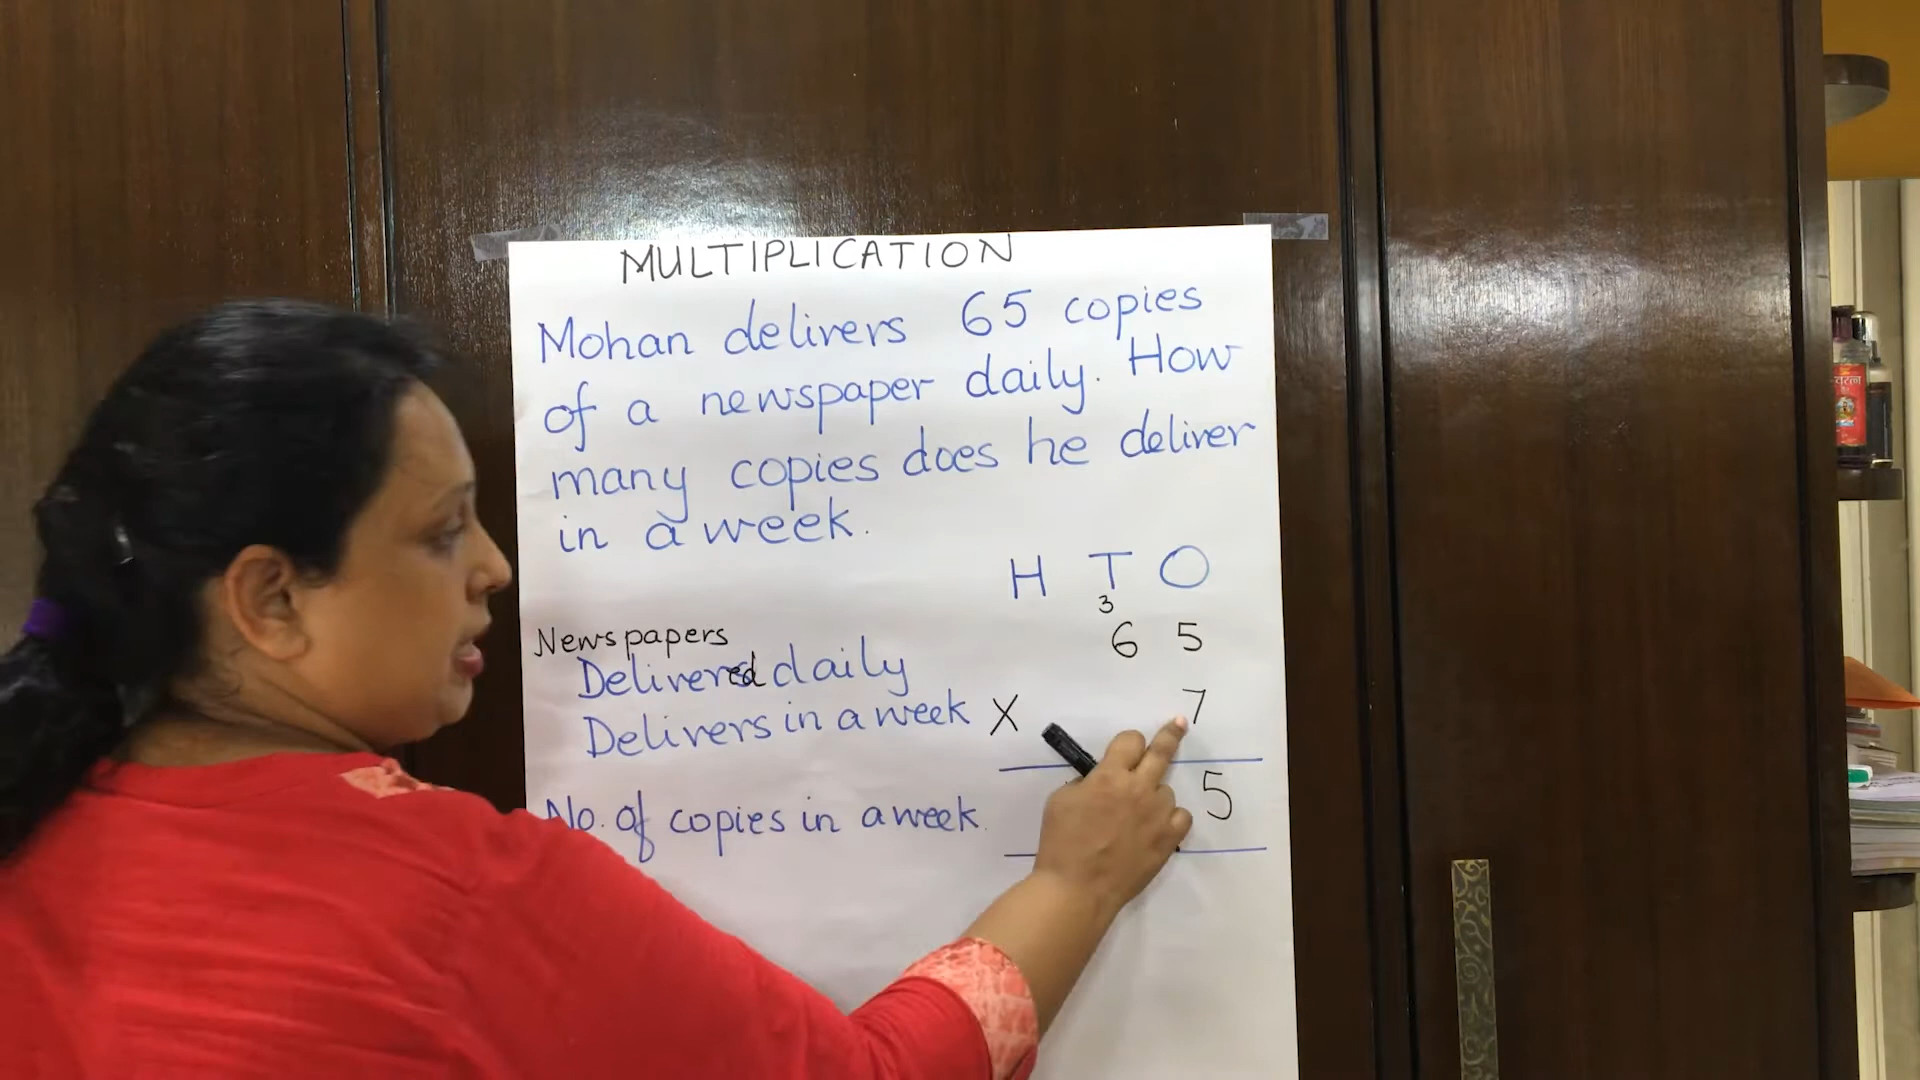 MULTIPLICATION
Mohan delivers 65 copies
of a newspaper daily. How
many copies does he deliver
in a week.
H T O
3
Newspapers 6 5
Delivered daily
Delivers in a week X 7
No. of copies in a week. 5